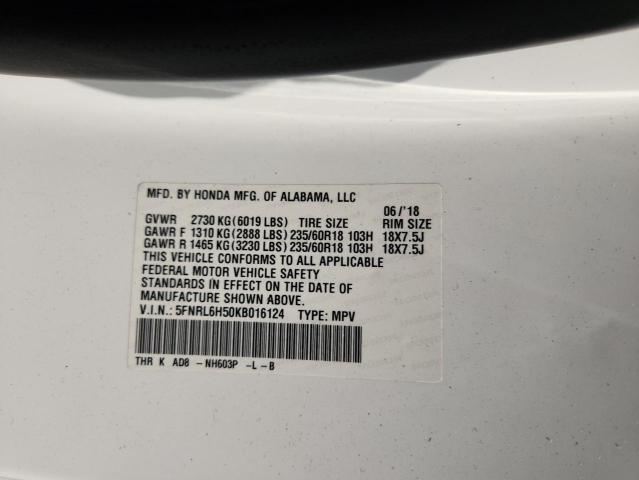 MFD. BY HONDA MFG. OF ALABAMA, LLC
06/'18
GVWR 2730 KG(6019 LBS) TIRE SIZE RIM SIZE
GAWR F 1310 KG(2888 LBS)235/60R18 103H 18X7.5J
GAWR R 1465 KG(3230 LBS)235/60R18 103H 18X7.5J
THIS VEHICLE CONFORMS TO ALL APPLICABLE
FEDERAL MOTOR VEHICLE SAFETY
STANDARDS IN EFFECT ON THE DATE OF
MANUFACTURE SHOWN ABOVE.
V.I.N.: 5FNRL6H50KB016124 TYPE: MPV
THR K AD8 -NH603P -L-B